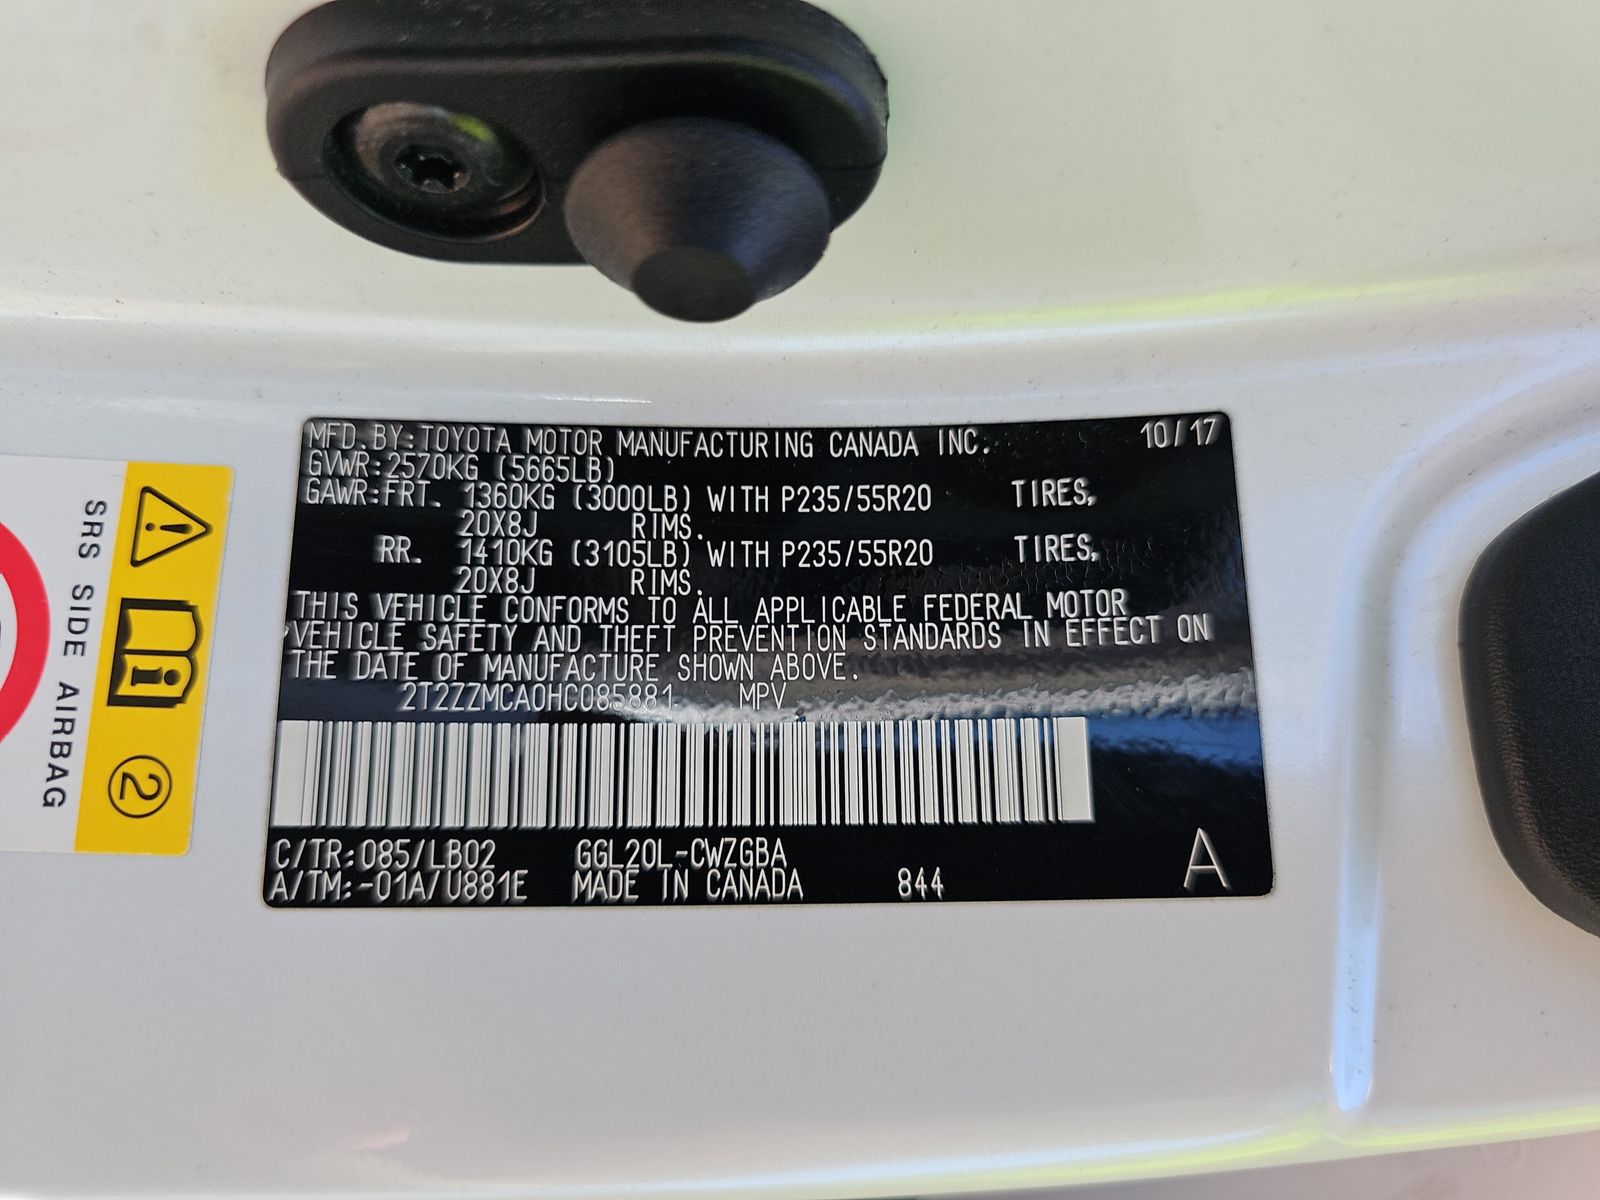 MFD.BY:TOYOTA MOTOR MANUFACTURING CANADA INC. 10/17
GVWR:2570KG (5665LB)
GAWR:FRT. 1360KG (3000LB) WITH P235/55R20 TIRES,
20X8J RIMS.
RR. 1410KG (3105LB) WITH P235/55R20 TIRES,
20X8J RIMS.
THIS VEHICLE CONFORMS TO ALL APPLICABLE FEDERAL MOTOR
VEHICLE SAFETY AND THEFT PREVENTION STANDARDS IN EFFECT ON
THE DATE OF MANUFACTURE SHOWN ABOVE.
2T2ZZMCA0HC085881 MPV
C/TR:085/LB02 GGL20L-CWZGBA
A/TM:-01A/U881E MADE IN CANADA 844 A
SRS SIDE AIRBAG
2